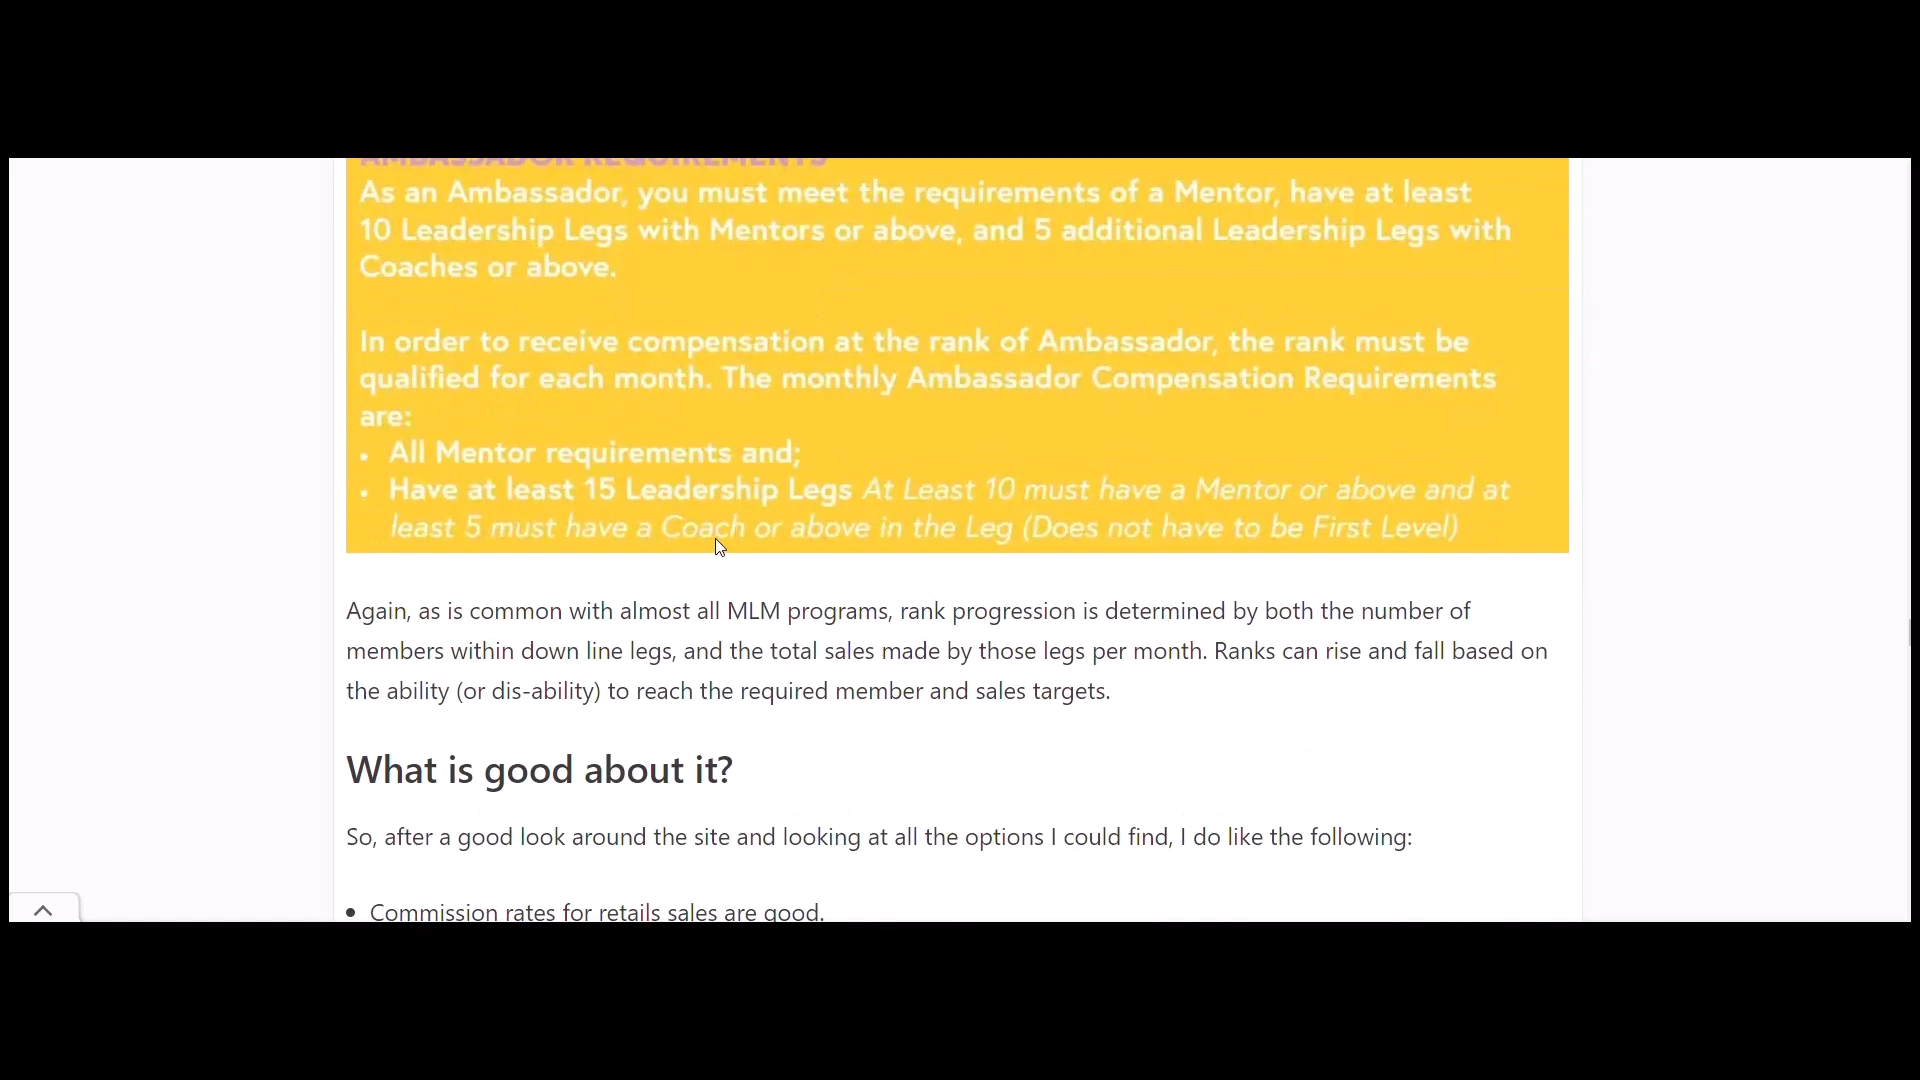 AMBASSADOR REQUIREMENTS
As an Ambassador, you must meet the requirements of a Mentor, have at least
10 Leadership Legs with Mentors or above, and 5 additional Leadership Legs with
Coaches or above.
In order to receive compensation at the rank of Ambassador, the rank must be
qualified for each month. The monthly Ambassador Compensation Requirements
are:
• All Mentor requirements and;
• Have at least 15 Leadership Legs At Least 10 must have a Mentor or above and at
least 5 must have a Coach or above in the Leg (Does not have to be First Level)
Again, as is common with almost all MLM programs, rank progression is determined by both the number of
members within down line legs, and the total sales made by those legs per month. Ranks can rise and fall based on
the ability (or dis-ability) to reach the required member and sales targets.
What is good about it?
So, after a good look around the site and looking at all the options I could find, I do like the following:
• Commission rates for retails sales are good.